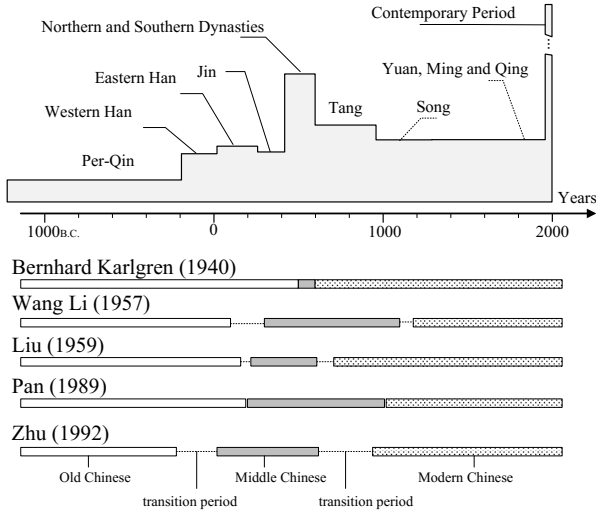 Contemporary Period
Northern and Southern Dynasties
Eastern Han
Jin
Yuan, Ming and Qing
Western Han
Tang
Song
Per-Qin
Years
1000B.C.
0
1000
2000
Bernhard Karlgren (1940)
Wang Li (1957)
Liu (1959)
Pan (1989)
Zhu (1992)
Old Chinese
Middle Chinese
Modern Chinese
transition period
transition period